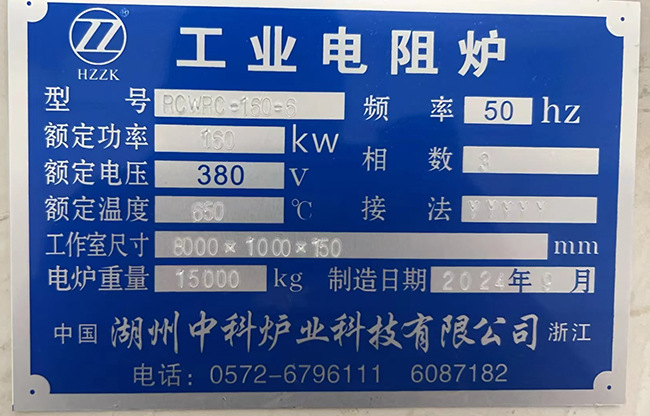 HZZK
工业电阻炉
型号 RCWPC-160-6 频率 50 hz
额定功率 160 kw
相数 3
额定电压 380 V
额定温度 650 ℃ 接法 YYYYY
工作室尺寸 8000×1000×150 mm
电炉重量 15000 kg 制造日期 2024年9月
中国 湖州中科炉业科技有限公司 浙江
电话：0572-6796111 6087182